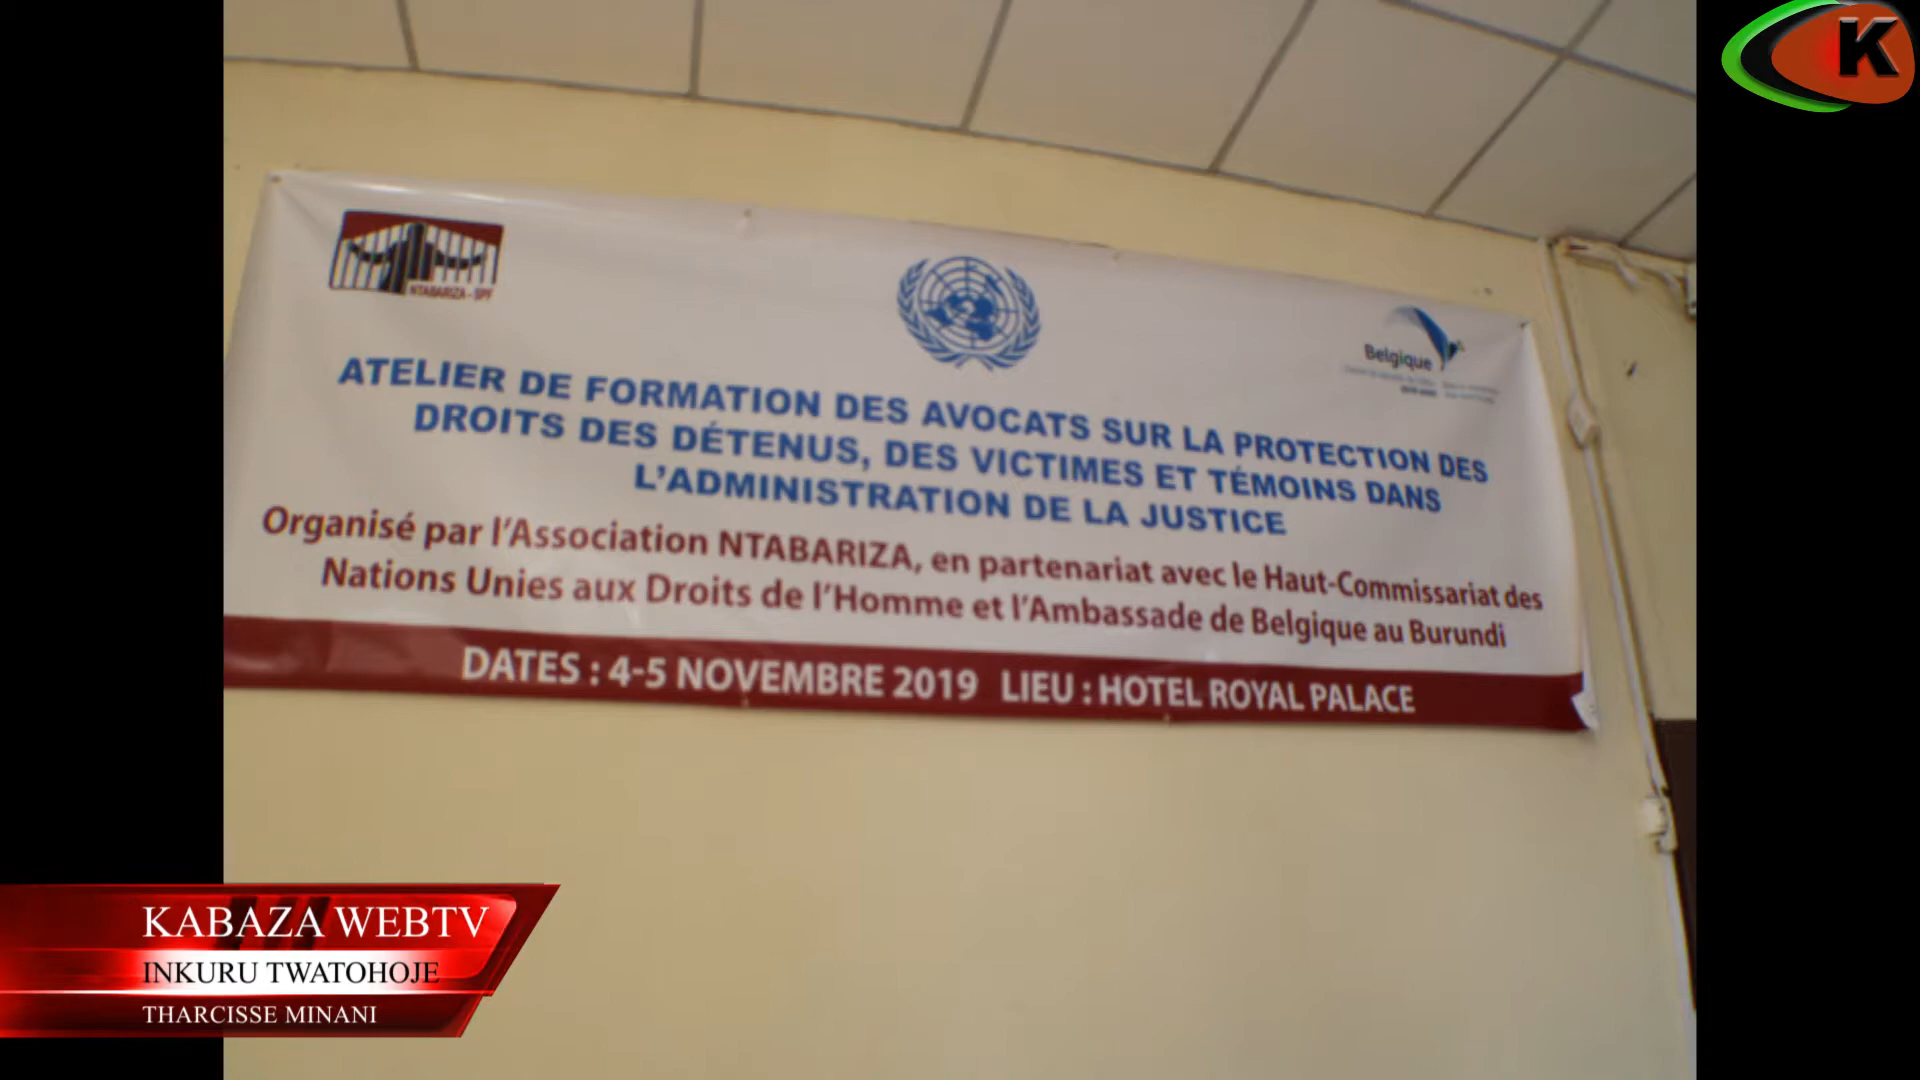 K
NTABARIZA - SPF
Belgique
ATELIER DE FORMATION DES AVOCATS SUR LA PROTECTION DES
DROITS DES DÉTENUS, DES VICTIMES ET TÉMOINS DANS
L'ADMINISTRATION DE LA JUSTICE
Organisé par l'Association NTABARIZA, en partenariat avec le Haut-Commissariat des
Nations Unies aux Droits de l'Homme et l'Ambassade de Belgique au Burundi
DATES : 4-5 NOVEMBRE 2019 LIEU : HOTEL ROYAL PALACE
KABAZA WEBTV
INKURU TWATOHOJE
THARCISSE MINANI